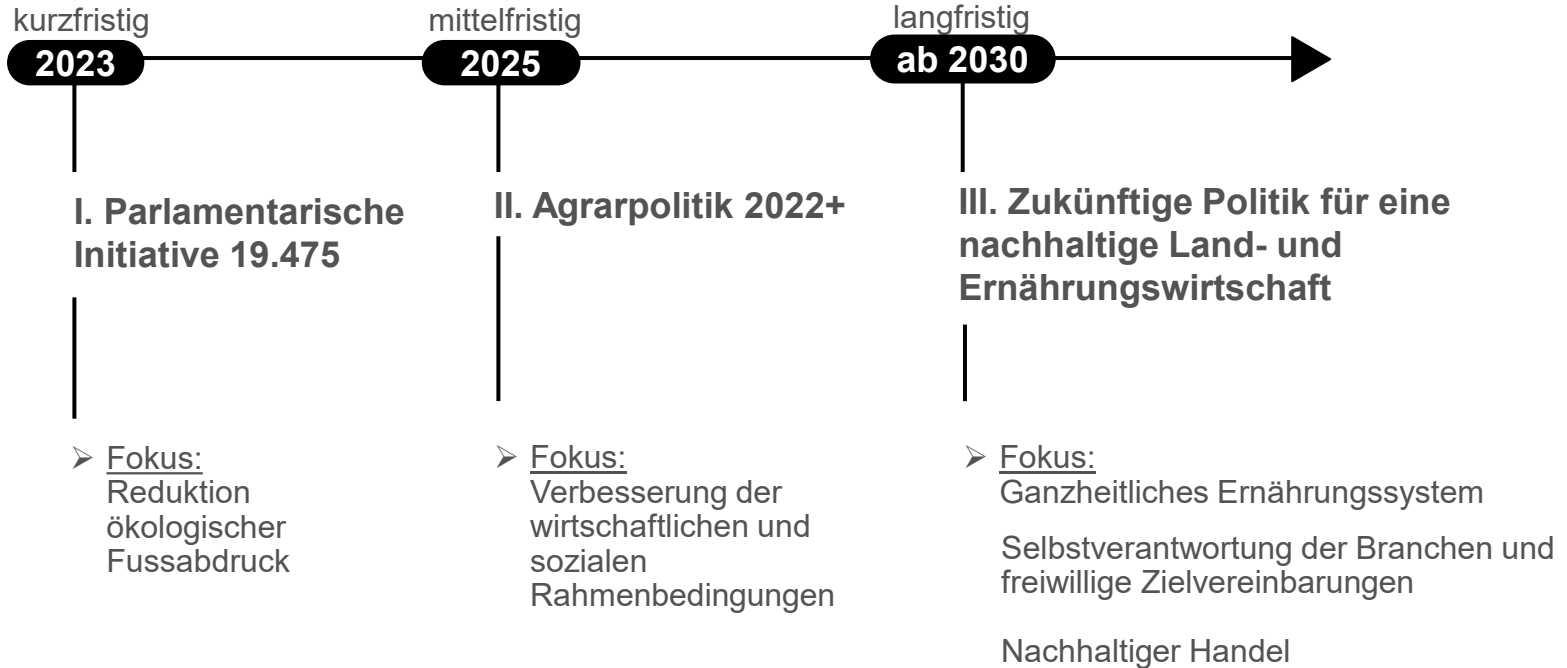 kurzfristig
2023
mittelfristig
2025
langfristig
ab 2030
I. Parlamentarische
Initiative 19.475
II. Agrarpolitik 2022+
III. Zukünftige Politik für eine
nachhaltige Land- und
Ernährungswirtschaft
➢ Fokus:
Reduktion
ökologischer
Fussabdruck
➢ Fokus:
Verbesserung der
wirtschaftlichen und
sozialen
Rahmenbedingungen
➢ Fokus:
Ganzheitliches Ernährungssystem
Selbstverantwortung der Branchen und
freiwillige Zielvereinbarungen
Nachhaltiger Handel